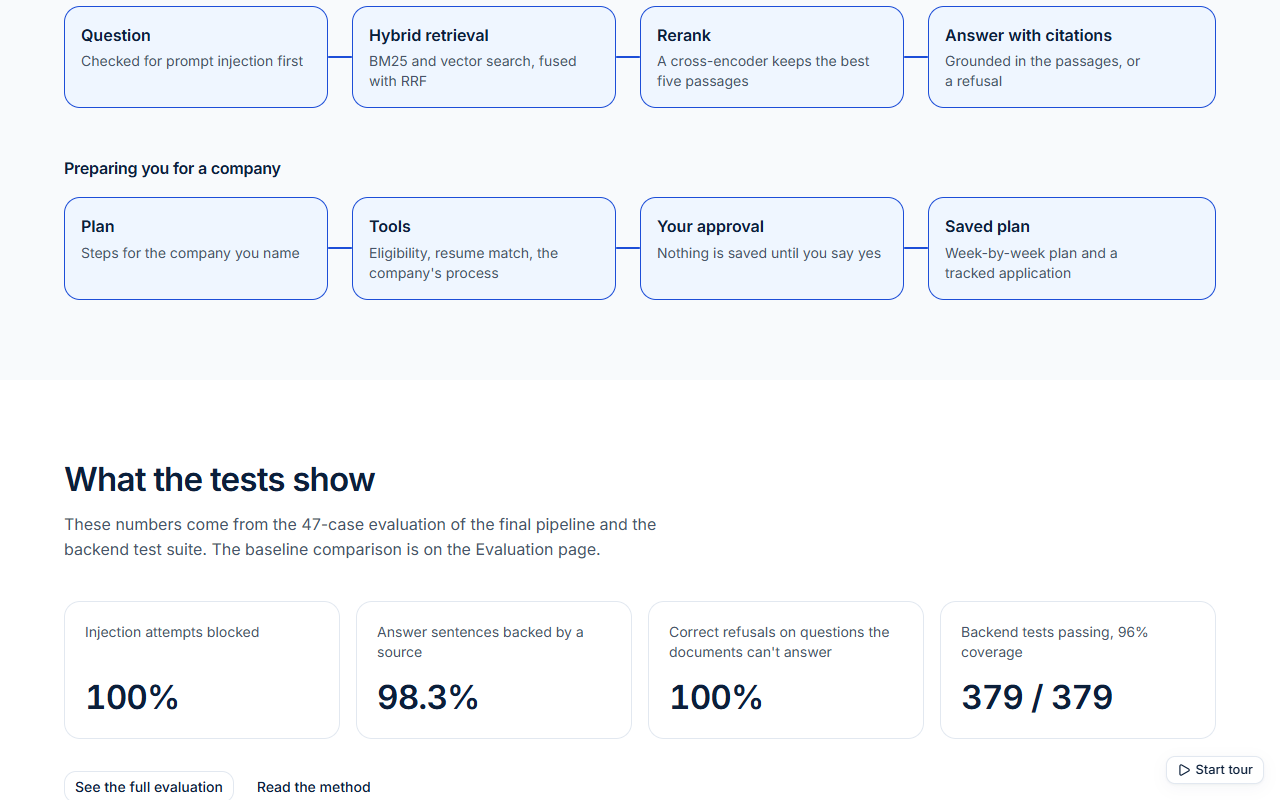 Question
Checked for prompt injection first
Hybrid retrieval
BM25 and vector search, fused
with RRF
Rerank
A cross-encoder keeps the best
five passages
Answer with citations
Grounded in the passages, or
a refusal
Preparing you for a company
Plan
Steps for the company you name
Tools
Eligibility, resume match, the
company's process
Your approval
Nothing is saved until you say yes
Saved plan
Week-by-week plan and a
tracked application
What the tests show
These numbers come from the 47-case evaluation of the final pipeline and the
backend test suite. The baseline comparison is on the Evaluation page.
Injection attempts blocked
100%
Answer sentences backed by a
source
98.3%
Correct refusals on questions the
documents can't answer
100%
Backend tests passing, 96%
coverage
379 / 379
See the full evaluation
Read the method
Start tour